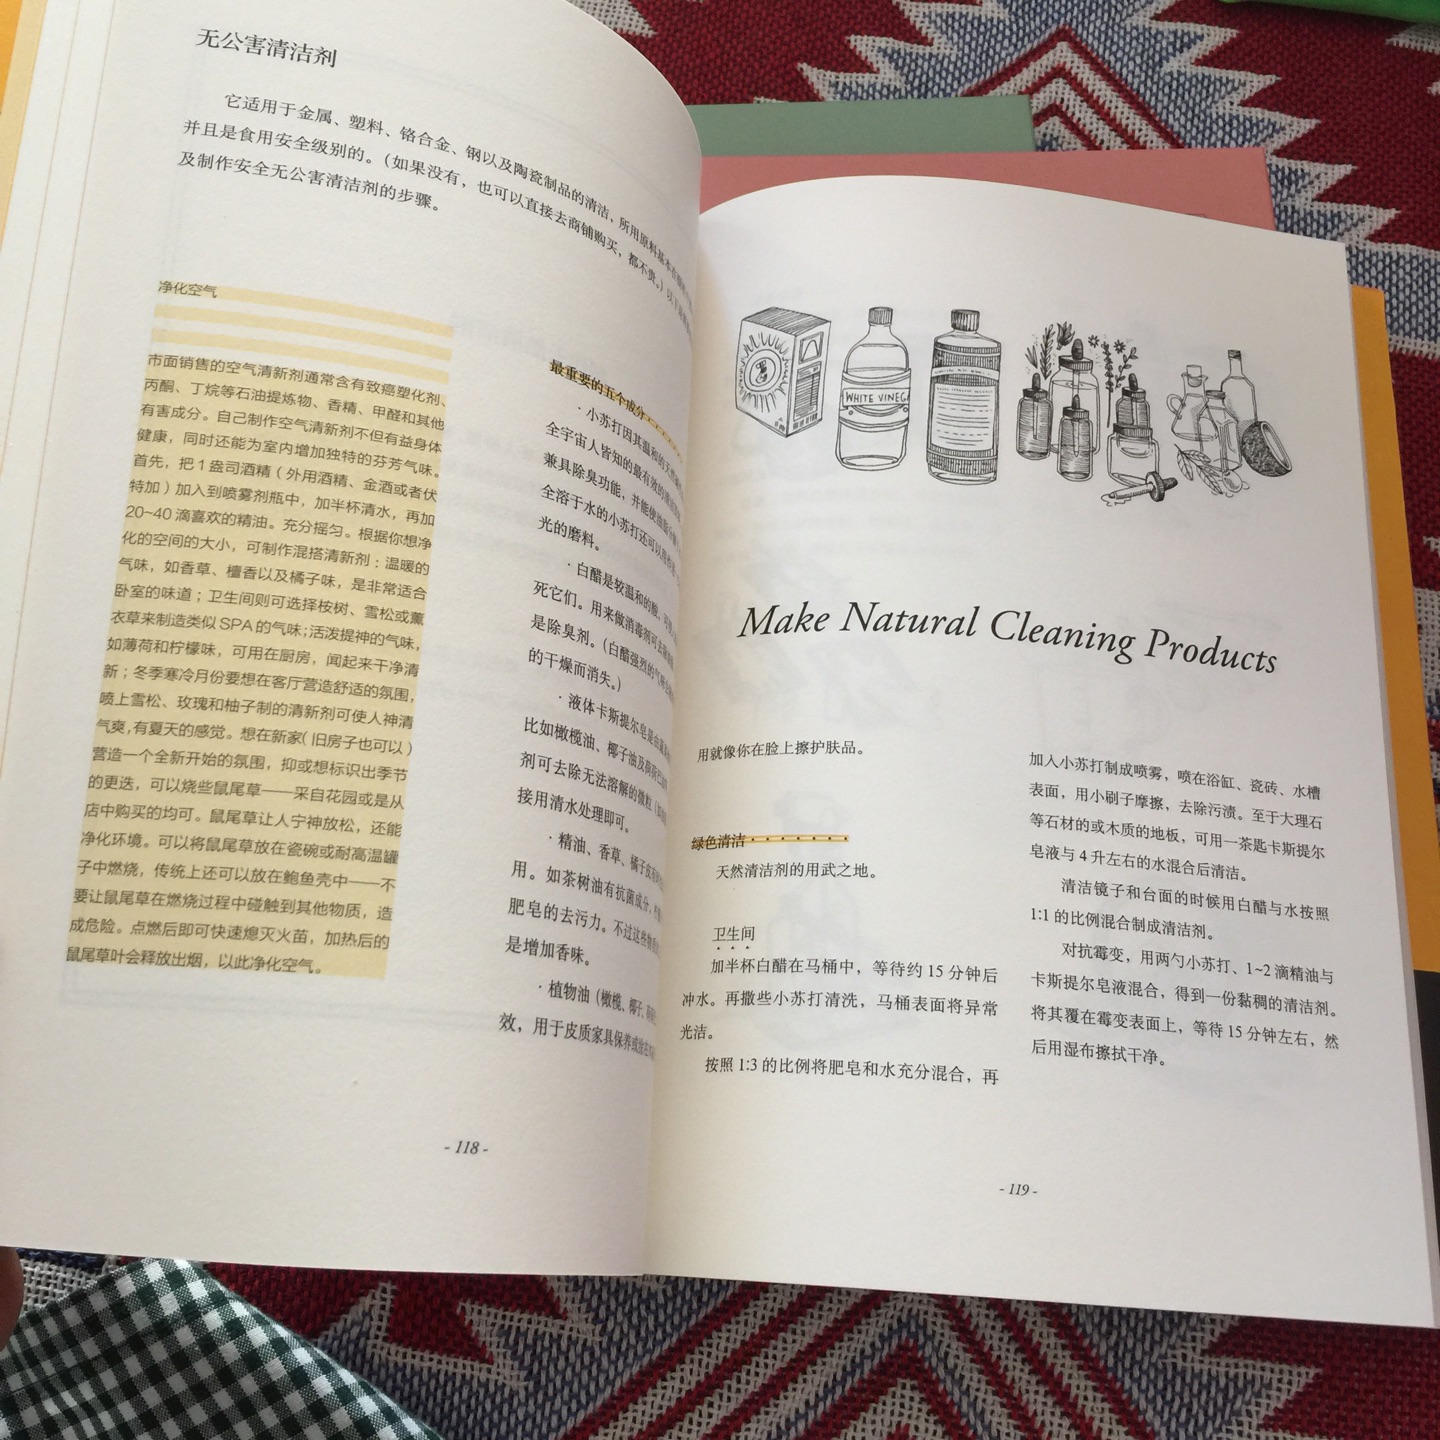 无公害清洁剂
它适用于金属、塑料、铬合金、钢以及陶瓷制品的清洁、所用原料基本
并且是食用安全级别的。(如果没有，也可以直接去商铺购买，都不贵。)以下
及制作安全无公害清洁剂的步骤。
净化空气
市面销售的空气清新剂通常含有致癌塑化剂、
丙酮、丁烷等石油提炼物、香精、甲醛和其他
有害成分。自己制作空气清新剂不但有益身体
健康，同时还能为室内增加独特的芬芳气味。
首先，把1盎司酒精（外用酒精、金酒或者伏
特加）加入到喷雾剂瓶中，加半杯清水，再加
20~40滴喜欢的精油。充分摇匀。根据你想净
化的空间的大小，可制作混搭清新剂：温暖的
气味，如香草、檀香以及橘子味，是非常适合
卧室的味道；卫生间则可选择桉树、雪松或薰
衣草来制造类似SPA的气味；活泼提神的气味，
如薄荷和柠檬味，可用在厨房，闻起来干净清
新；冬季寒冷月份要想在客厅营造舒适的氛围，
喷上雪松、玫瑰和柚子制的清新剂可使人神清
气爽，有夏天的感觉。想在新家（旧房子也可以）
营造一个全新开始的氛围，抑或想标识出季节
的更迭，可以烧些鼠尾草——采自花园或是从
店中购买的均可。鼠尾草让人宁神放松，还能
净化环境。可以将鼠尾草放在瓷碗或耐高温罐
子中燃烧，传统上还可以放在鲍鱼壳中——不
要让鼠尾草在燃烧过程中碰触到其他物质，造
成危险。点燃后即可快速熄灭火苗，加热后的
鼠尾草叶会释放出烟，以此净化空气。
最重要的五个成分
·小苏打因其温和的天然
全宇宙人皆知的最有效的
兼具除臭功能，并能使油脂分解
全溶于水的小苏打还可以
光的磨料。
·白醋是较温和的酸，可
死它们。用来做消毒剂可去
是除臭剂。（白醋强烈的气味
的干燥而消失。）
·液体卡斯提尔皂是由
比如橄榄油、椰子油及
剂可去除无法溶解的微粒
接用清水处理即可。
·精油、香草、橘子皮
用。如茶树油有抗菌成分，
肥皂的去污力。不过这些物质
是增加香味。
·植物油（橄榄、椰子、
效，用于皮质家具保养或
- 118 -
WHITE VINEG
Make Natural Cleaning Products
用就像你在脸上擦护肤品。
绿色清洁
天然清洁剂的用武之地。
卫生间
加半杯白醋在马桶中，等待约15分钟后
冲水。再撒些小苏打清洗，马桶表面将异常
光洁。
按照1:3的比例将肥皂和水充分混合，再
加入小苏打制成喷雾，喷在浴缸、瓷砖、水槽
表面，用小刷子摩擦，去除污渍。至于大理石
等石材的或木质的地板，可用一茶匙卡斯提尔
皂液与4升左右的水混合后清洁。
清洁镜子和台面的时候用白醋与水按照
1:1的比例混合制成清洁剂。
对抗霉变，用两勺小苏打、1~2滴精油与
卡斯提尔皂液混合，得到一份黏稠的清洁剂。
将其覆在霉变表面上，等待15分钟左右，然
后用湿布擦拭干净。
- 119 -